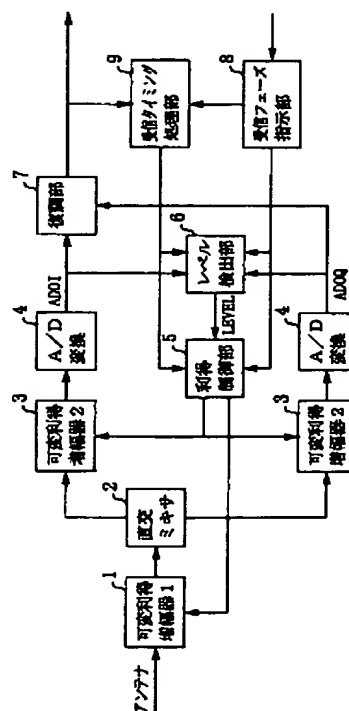 アンテナ
1
可変利得
増幅器1
2
直交
ミキサ
3
可変利得
増幅器2
4
A/D
変換
ADOI
7
復調部
5
利得
制御部
LEVEL
6
レベル
検出部
9
受信タイミング
処理部
8
受信フェーズ
指示部
3
可変利得
増幅器2
4
A/D
変換
ADOQ